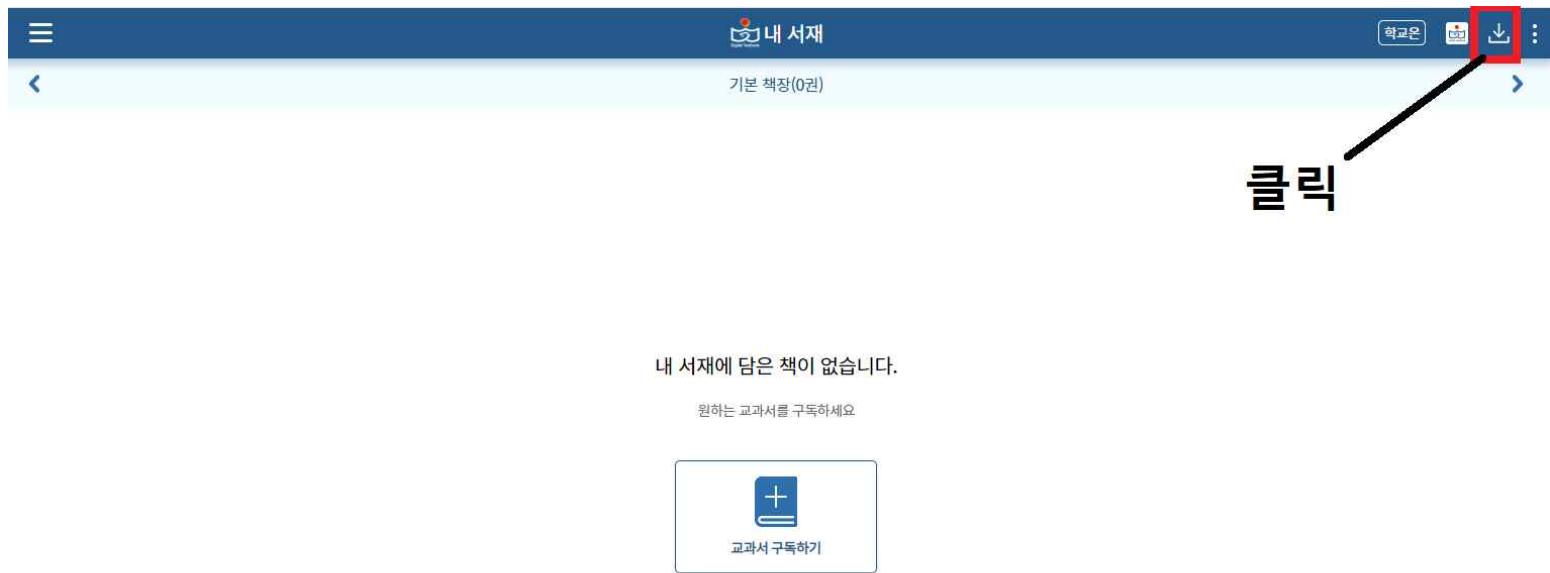 내 서재
학교온
기본 책장(0권)
클릭
내 서재에 담은 책이 없습니다.
원하는 교과서를 구독하세요
교과서 구독하기